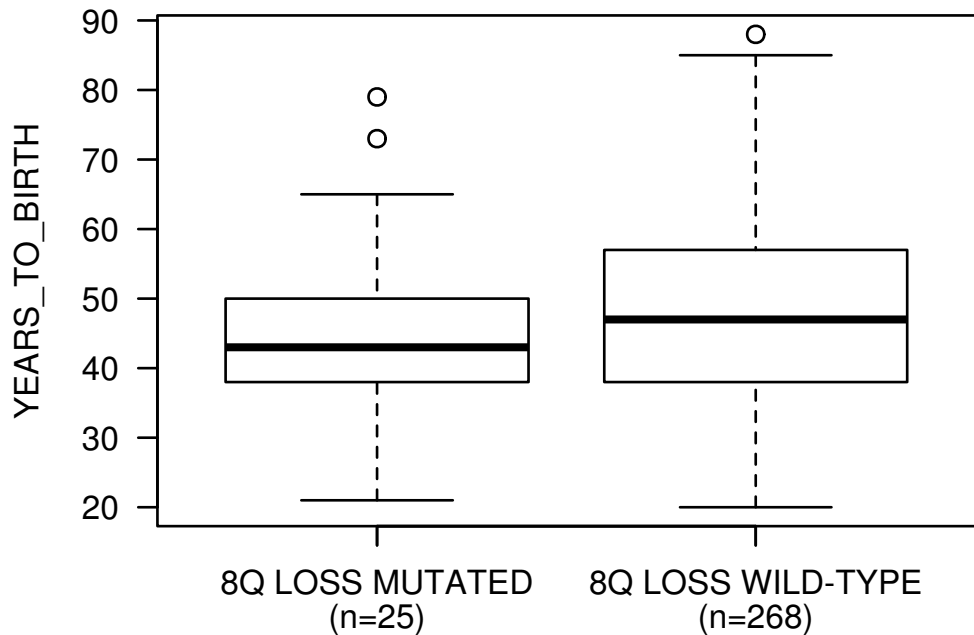 90
80
70
60
50
40
30
20
YEARS_TO_BIRTH
8Q LOSS MUTATED
(n=25)
8Q LOSS WILD-TYPE
(n=268)